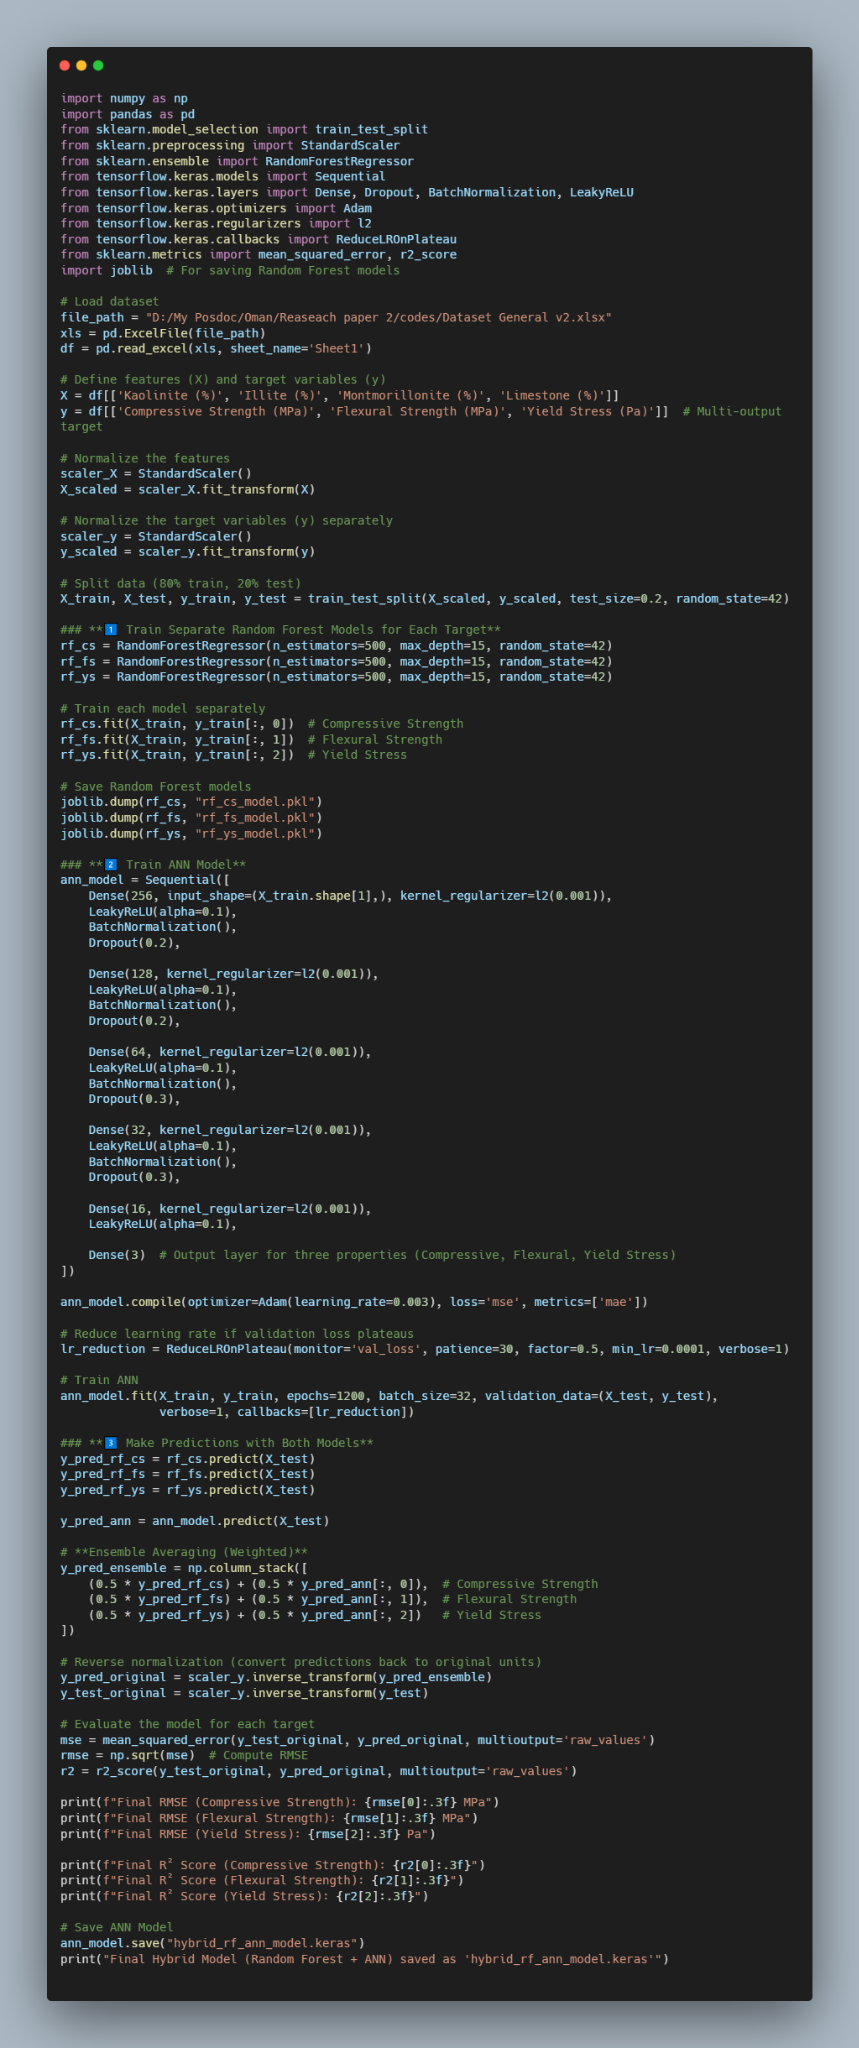 import numpy as np
import pandas as pd
from sklearn.model_selection import train_test_split
from sklearn.preprocessing import StandardScaler
from sklearn.ensemble import RandomForestRegressor
from tensorflow.keras.models import Sequential
from tensorflow.keras.layers import Dense, Dropout, BatchNormalization, LeakyReLU
from tensorflow.keras.optimizers import Adam
from tensorflow.keras.regularizers import l2
from tensorflow.keras.callbacks import ReduceLROnPlateau
from sklearn.metrics import mean_squared_error, r2_score
import joblib  # For saving Random Forest models

# Load dataset
file_path = "D:/My Posdoc/Oman/Reaseach paper 2/codes/Dataset General v2.xlsx"
xls = pd.ExcelFile(file_path)
df = pd.read_excel(xls, sheet_name='Sheet1')

# Define features (X) and target variables (y)
X = df[['Kaolinite (%)', 'Illite (%)', 'Montmorillonite (%)', 'Limestone (%)']]
y = df[['Compressive Strength (MPa)', 'Flexural Strength (MPa)', 'Yield Stress (Pa)']]  # Multi-output
target

# Normalize the features
scaler_X = StandardScaler()
X_scaled = scaler_X.fit_transform(X)

# Normalize the target variables (y) separately
scaler_y = StandardScaler()
y_scaled = scaler_y.fit_transform(y)

# Split data (80% train, 20% test)
X_train, X_test, y_train, y_test = train_test_split(X_scaled, y_scaled, test_size=0.2, random_state=42)

### **1️⃣ Train Separate Random Forest Models for Each Target**
rf_cs = RandomForestRegressor(n_estimators=500, max_depth=15, random_state=42)
rf_fs = RandomForestRegressor(n_estimators=500, max_depth=15, random_state=42)
rf_ys = RandomForestRegressor(n_estimators=500, max_depth=15, random_state=42)

# Train each model separately
rf_cs.fit(X_train, y_train[:, 0])  # Compressive Strength
rf_fs.fit(X_train, y_train[:, 1])  # Flexural Strength
rf_ys.fit(X_train, y_train[:, 2])  # Yield Stress

# Save Random Forest models
joblib.dump(rf_cs, "rf_cs_model.pkl")
joblib.dump(rf_fs, "rf_fs_model.pkl")
joblib.dump(rf_ys, "rf_ys_model.pkl")

### **2️⃣ Train ANN Model**
ann_model = Sequential([
    Dense(256, input_shape=(X_train.shape[1],), kernel_regularizer=l2(0.001)),
    LeakyReLU(alpha=0.1),
    BatchNormalization(),
    Dropout(0.2),

    Dense(128, kernel_regularizer=l2(0.001)),
    LeakyReLU(alpha=0.1),
    BatchNormalization(),
    Dropout(0.2),

    Dense(64, kernel_regularizer=l2(0.001)),
    LeakyReLU(alpha=0.1),
    BatchNormalization(),
    Dropout(0.3),

    Dense(32, kernel_regularizer=l2(0.001)),
    LeakyReLU(alpha=0.1),
    BatchNormalization(),
    Dropout(0.3),

    Dense(16, kernel_regularizer=l2(0.001)),
    LeakyReLU(alpha=0.1),

    Dense(3)  # Output layer for three properties (Compressive, Flexural, Yield Stress)
])

ann_model.compile(optimizer=Adam(learning_rate=0.003), loss='mse', metrics=['mae'])

# Reduce learning rate if validation loss plateaus
lr_reduction = ReduceLROnPlateau(monitor='val_loss', patience=30, factor=0.5, min_lr=0.0001, verbose=1)

# Train ANN
ann_model.fit(X_train, y_train, epochs=1200, batch_size=32, validation_data=(X_test, y_test),
              verbose=1, callbacks=[lr_reduction])

### **3️⃣ Make Predictions with Both Models**
y_pred_rf_cs = rf_cs.predict(X_test)
y_pred_rf_fs = rf_fs.predict(X_test)
y_pred_rf_ys = rf_ys.predict(X_test)

y_pred_ann = ann_model.predict(X_test)

# **Ensemble Averaging (Weighted)**
y_pred_ensemble = np.column_stack([
    (0.5 * y_pred_rf_cs) + (0.5 * y_pred_ann[:, 0]),  # Compressive Strength
    (0.5 * y_pred_rf_fs) + (0.5 * y_pred_ann[:, 1]),  # Flexural Strength
    (0.5 * y_pred_rf_ys) + (0.5 * y_pred_ann[:, 2])   # Yield Stress
])

# Reverse normalization (convert predictions back to original units)
y_pred_original = scaler_y.inverse_transform(y_pred_ensemble)
y_test_original = scaler_y.inverse_transform(y_test)

# Evaluate the model for each target
mse = mean_squared_error(y_test_original, y_pred_original, multioutput='raw_values')
rmse = np.sqrt(mse)  # Compute RMSE
r2 = r2_score(y_test_original, y_pred_original, multioutput='raw_values')

print(f"Final RMSE (Compressive Strength): {rmse[0]:.3f} MPa")
print(f"Final RMSE (Flexural Strength): {rmse[1]:.3f} MPa")
print(f"Final RMSE (Yield Stress): {rmse[2]:.3f} Pa")

print(f"Final R² Score (Compressive Strength): {r2[0]:.3f}")
print(f"Final R² Score (Flexural Strength): {r2[1]:.3f}")
print(f"Final R² Score (Yield Stress): {r2[2]:.3f}")

# Save ANN Model
ann_model.save("hybrid_rf_ann_model.keras")
print("Final Hybrid Model (Random Forest + ANN) saved as 'hybrid_rf_ann_model.keras'")